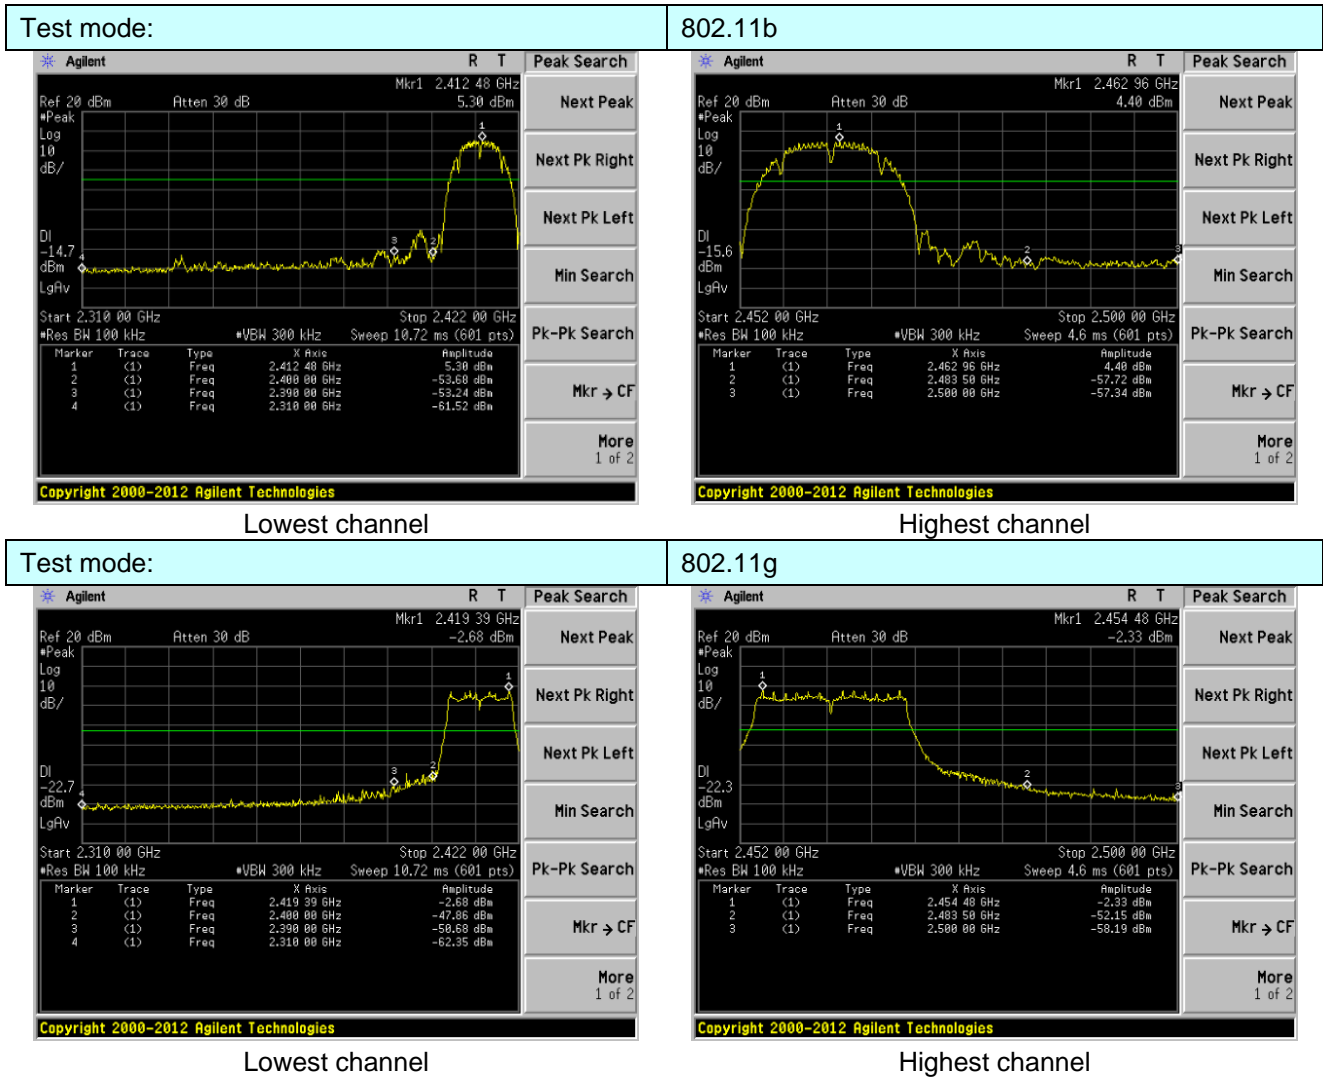 Test mode: 802.11b
Agilent R T Peak Search
Mkr1 2.412 48 GHz
Ref 20 dBm Atten 30 dB 5.30 dBm
#Peak
Log
10
dB/
1
3
2
4
DI
-14.7
dBm
LgAv
Start 2.310 00 GHz Stop 2.422 00 GHz
#Res BW 100 kHz #VBW 300 kHz Sweep 10.72 ms (601 pts)
Marker Trace Type X Axis Amplitude
1 (1) Freq 2.412 48 GHz 5.30 dBm
2 (1) Freq 2.400 00 GHz -53.68 dBm
3 (1) Freq 2.390 00 GHz -53.24 dBm
4 (1) Freq 2.310 00 GHz -61.52 dBm
Next Peak
Next Pk Right
Next Pk Left
Min Search
Pk-Pk Search
Mkr → CF
More
1 of 2
Copyright 2000-2012 Agilent Technologies
Lowest channel
Agilent R T Peak Search
Mkr1 2.462 96 GHz
Ref 20 dBm Atten 30 dB 4.40 dBm
#Peak
Log
10
dB/
1
2
3
DI
-15.6
dBm
LgAv
Start 2.452 00 GHz Stop 2.500 00 GHz
#Res BW 100 kHz #VBW 300 kHz Sweep 4.6 ms (601 pts)
Marker Trace Type X Axis Amplitude
1 (1) Freq 2.462 96 GHz 4.40 dBm
2 (1) Freq 2.483 50 GHz -57.72 dBm
3 (1) Freq 2.500 00 GHz -57.34 dBm
Next Peak
Next Pk Right
Next Pk Left
Min Search
Pk-Pk Search
Mkr → CF
More
1 of 2
Copyright 2000-2012 Agilent Technologies
Highest channel
Test mode: 802.11g
Agilent R T Peak Search
Mkr1 2.419 39 GHz
Ref 20 dBm Atten 30 dB -2.68 dBm
#Peak
Log
10
dB/
1
3
2
4
DI
-22.7
dBm
LgAv
Start 2.310 00 GHz Stop 2.422 00 GHz
#Res BW 100 kHz #VBW 300 kHz Sweep 10.72 ms (601 pts)
Marker Trace Type X Axis Amplitude
1 (1) Freq 2.419 39 GHz -2.68 dBm
2 (1) Freq 2.400 00 GHz -47.86 dBm
3 (1) Freq 2.390 00 GHz -50.68 dBm
4 (1) Freq 2.310 00 GHz -62.35 dBm
Next Peak
Next Pk Right
Next Pk Left
Min Search
Pk-Pk Search
Mkr → CF
More
1 of 2
Copyright 2000-2012 Agilent Technologies
Lowest channel
Agilent R T Peak Search
Mkr1 2.454 48 GHz
Ref 20 dBm Atten 30 dB -2.33 dBm
#Peak
Log
10
dB/
1
2
3
DI
-22.3
dBm
LgAv
Start 2.452 00 GHz Stop 2.500 00 GHz
#Res BW 100 kHz #VBW 300 kHz Sweep 4.6 ms (601 pts)
Marker Trace Type X Axis Amplitude
1 (1) Freq 2.454 48 GHz -2.33 dBm
2 (1) Freq 2.483 50 GHz -52.15 dBm
3 (1) Freq 2.500 00 GHz -58.19 dBm
Next Peak
Next Pk Right
Next Pk Left
Min Search
Pk-Pk Search
Mkr → CF
More
1 of 2
Copyright 2000-2012 Agilent Technologies
Highest channel